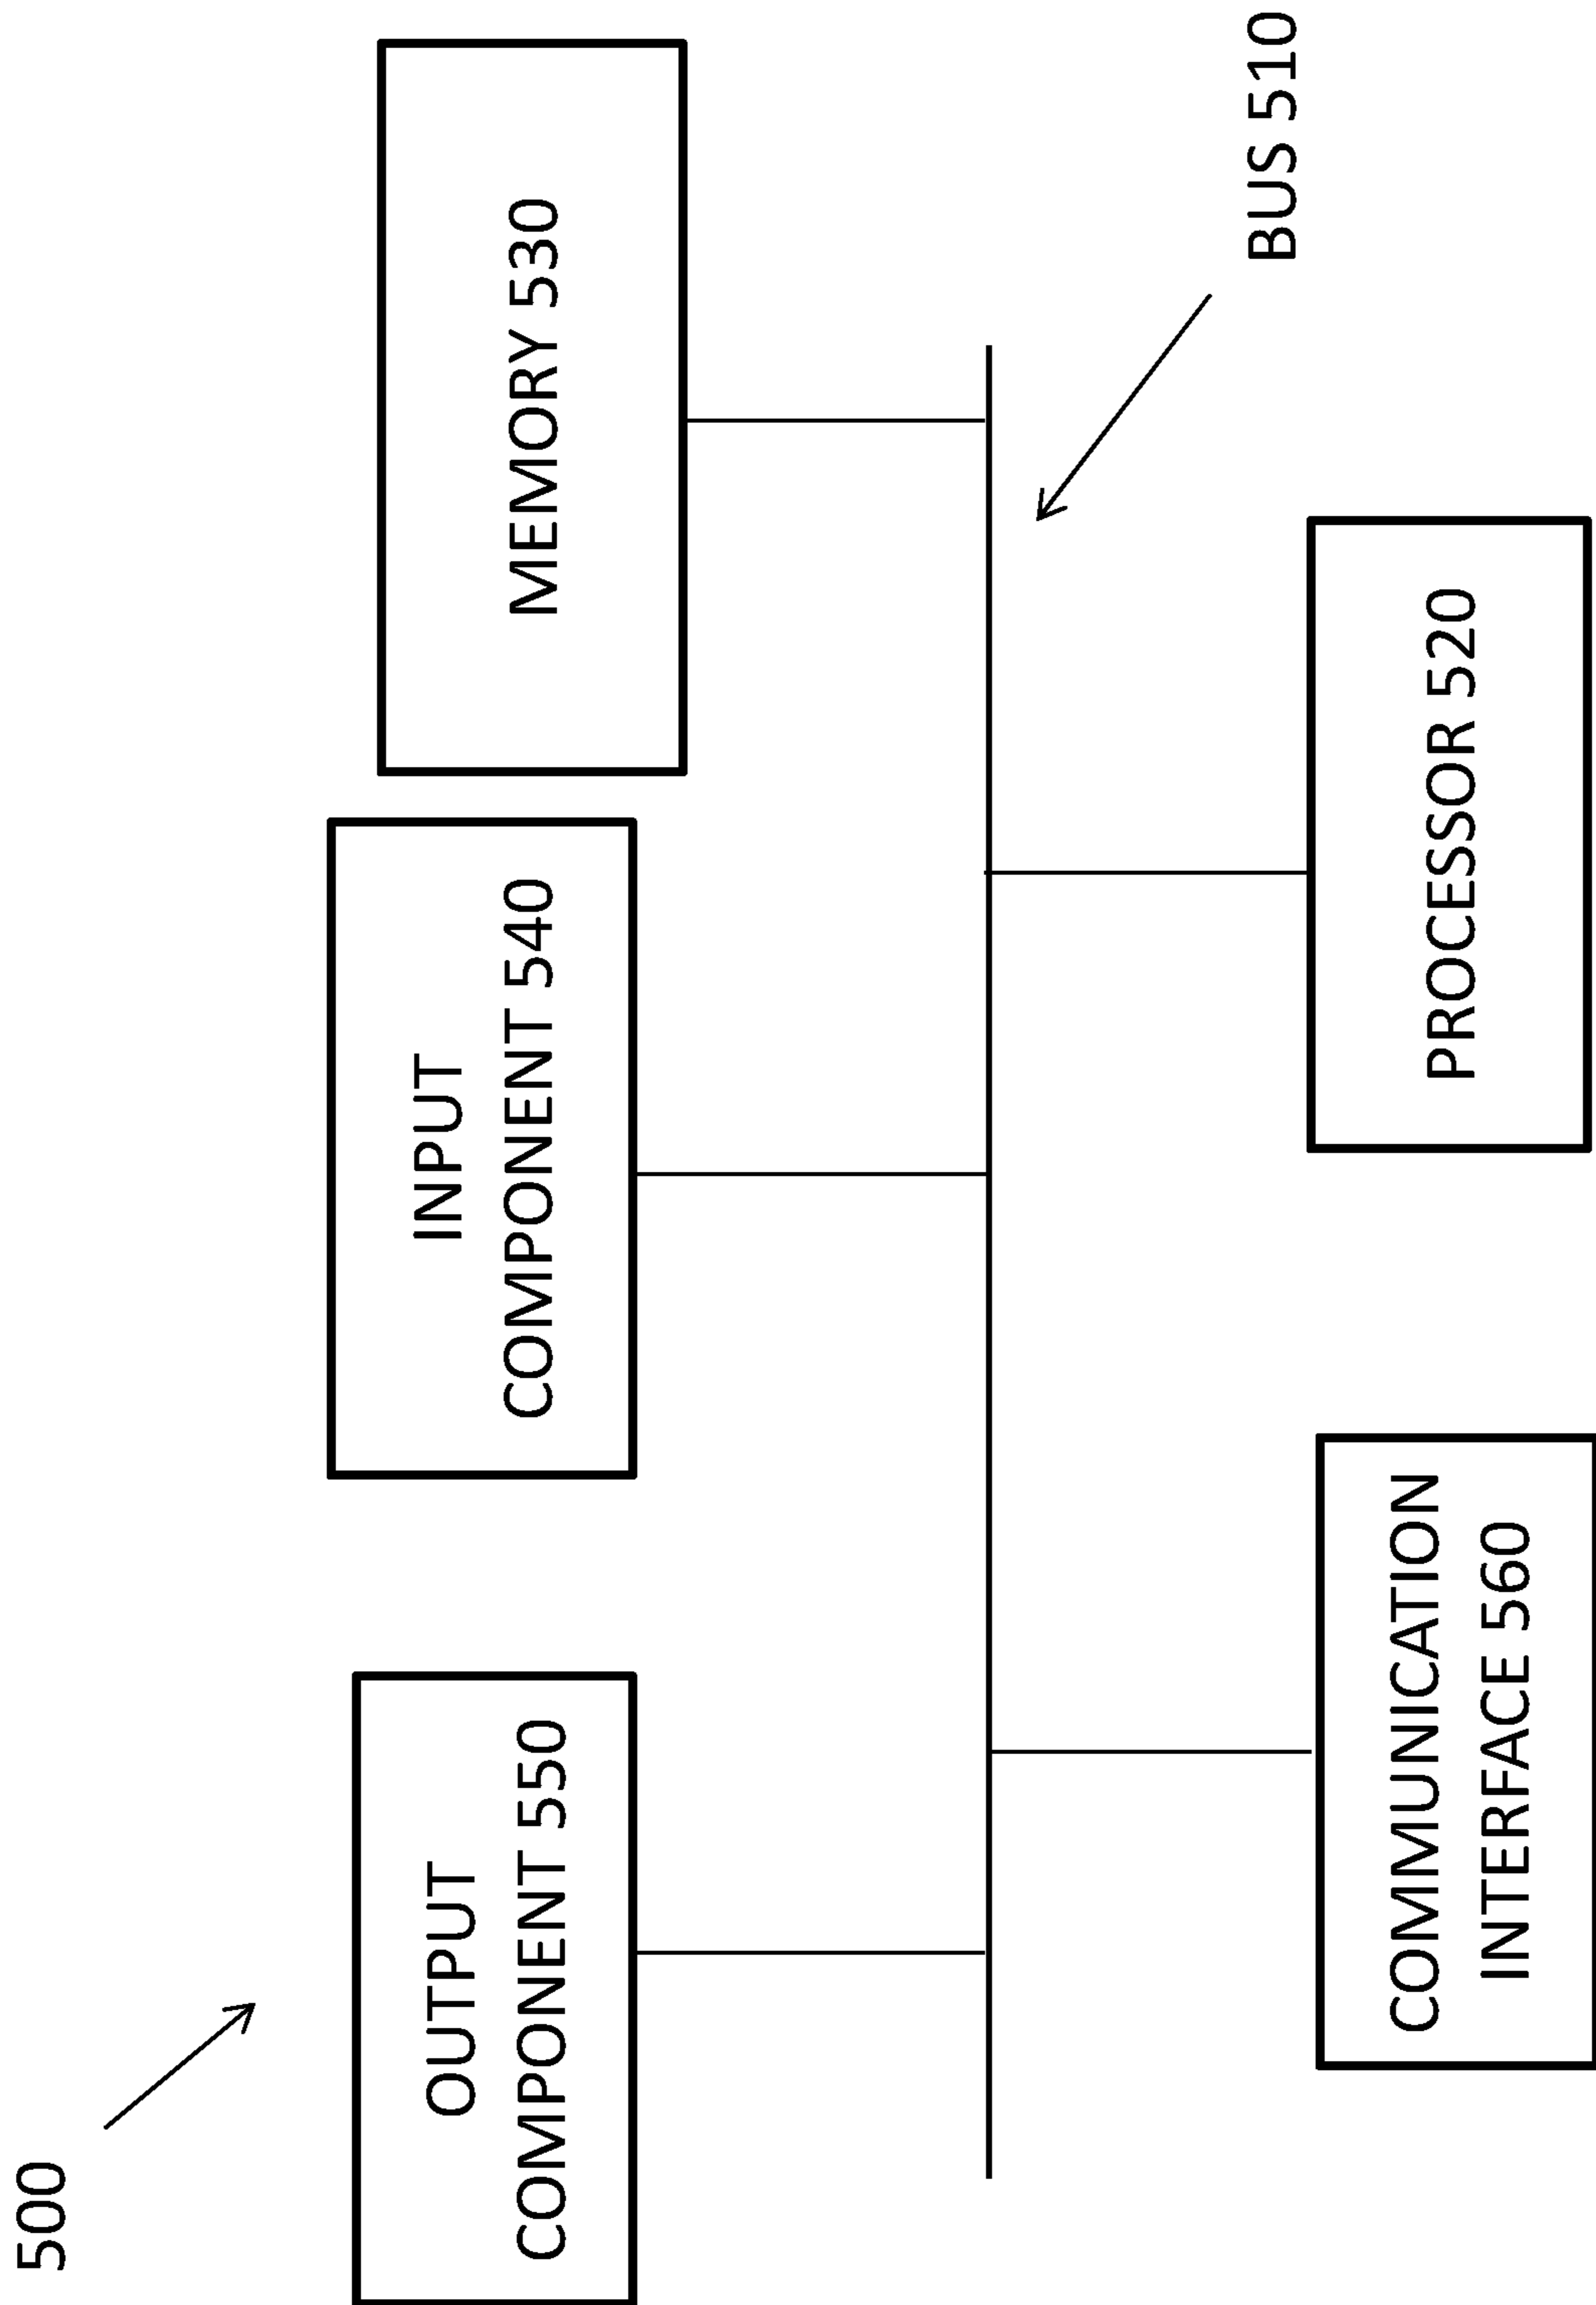 500
OUTPUT
COMPONENT 550
INPUT
COMPONENT 540
MEMORY 530
BUS 510
COMMUNICATION
INTERFACE 560
PROCESSOR 520